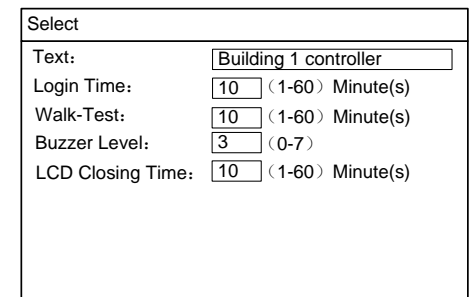 Select
Text： Building 1 controller
Login Time： 10 （1-60）Minute(s)
Walk-Test： 10 （1-60）Minute(s)
Buzzer Level： 3 （0-7）
LCD Closing Time： 10 （1-60）Minute(s)